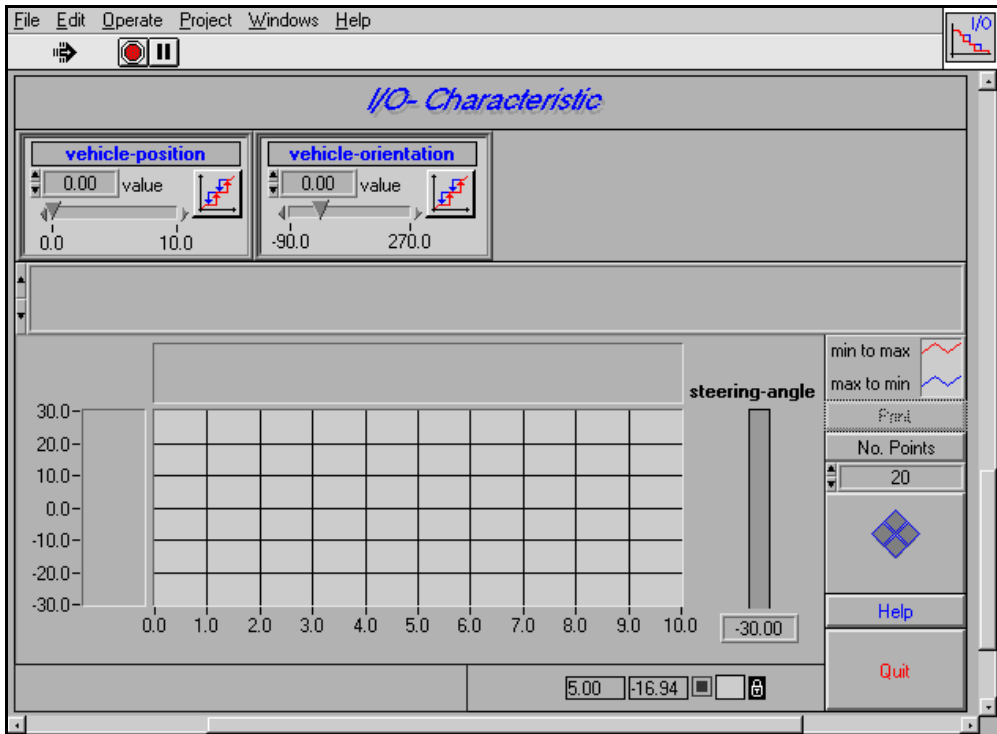 File Edit Operate Project Windows Help
I/O
I/O- Characteristic
vehicle-position
0.00 value
0.0 10.0
vehicle-orientation
0.00 value
-90.0 270.0
min to max
max to min
Print
No. Points
20
Help
Quit
steering-angle
-30.00
30.0
20.0
10.0
0.0
-10.0
-20.0
-30.0
0.0 1.0 2.0 3.0 4.0 5.0 6.0 7.0 8.0 9.0 10.0
5.00 -16.94